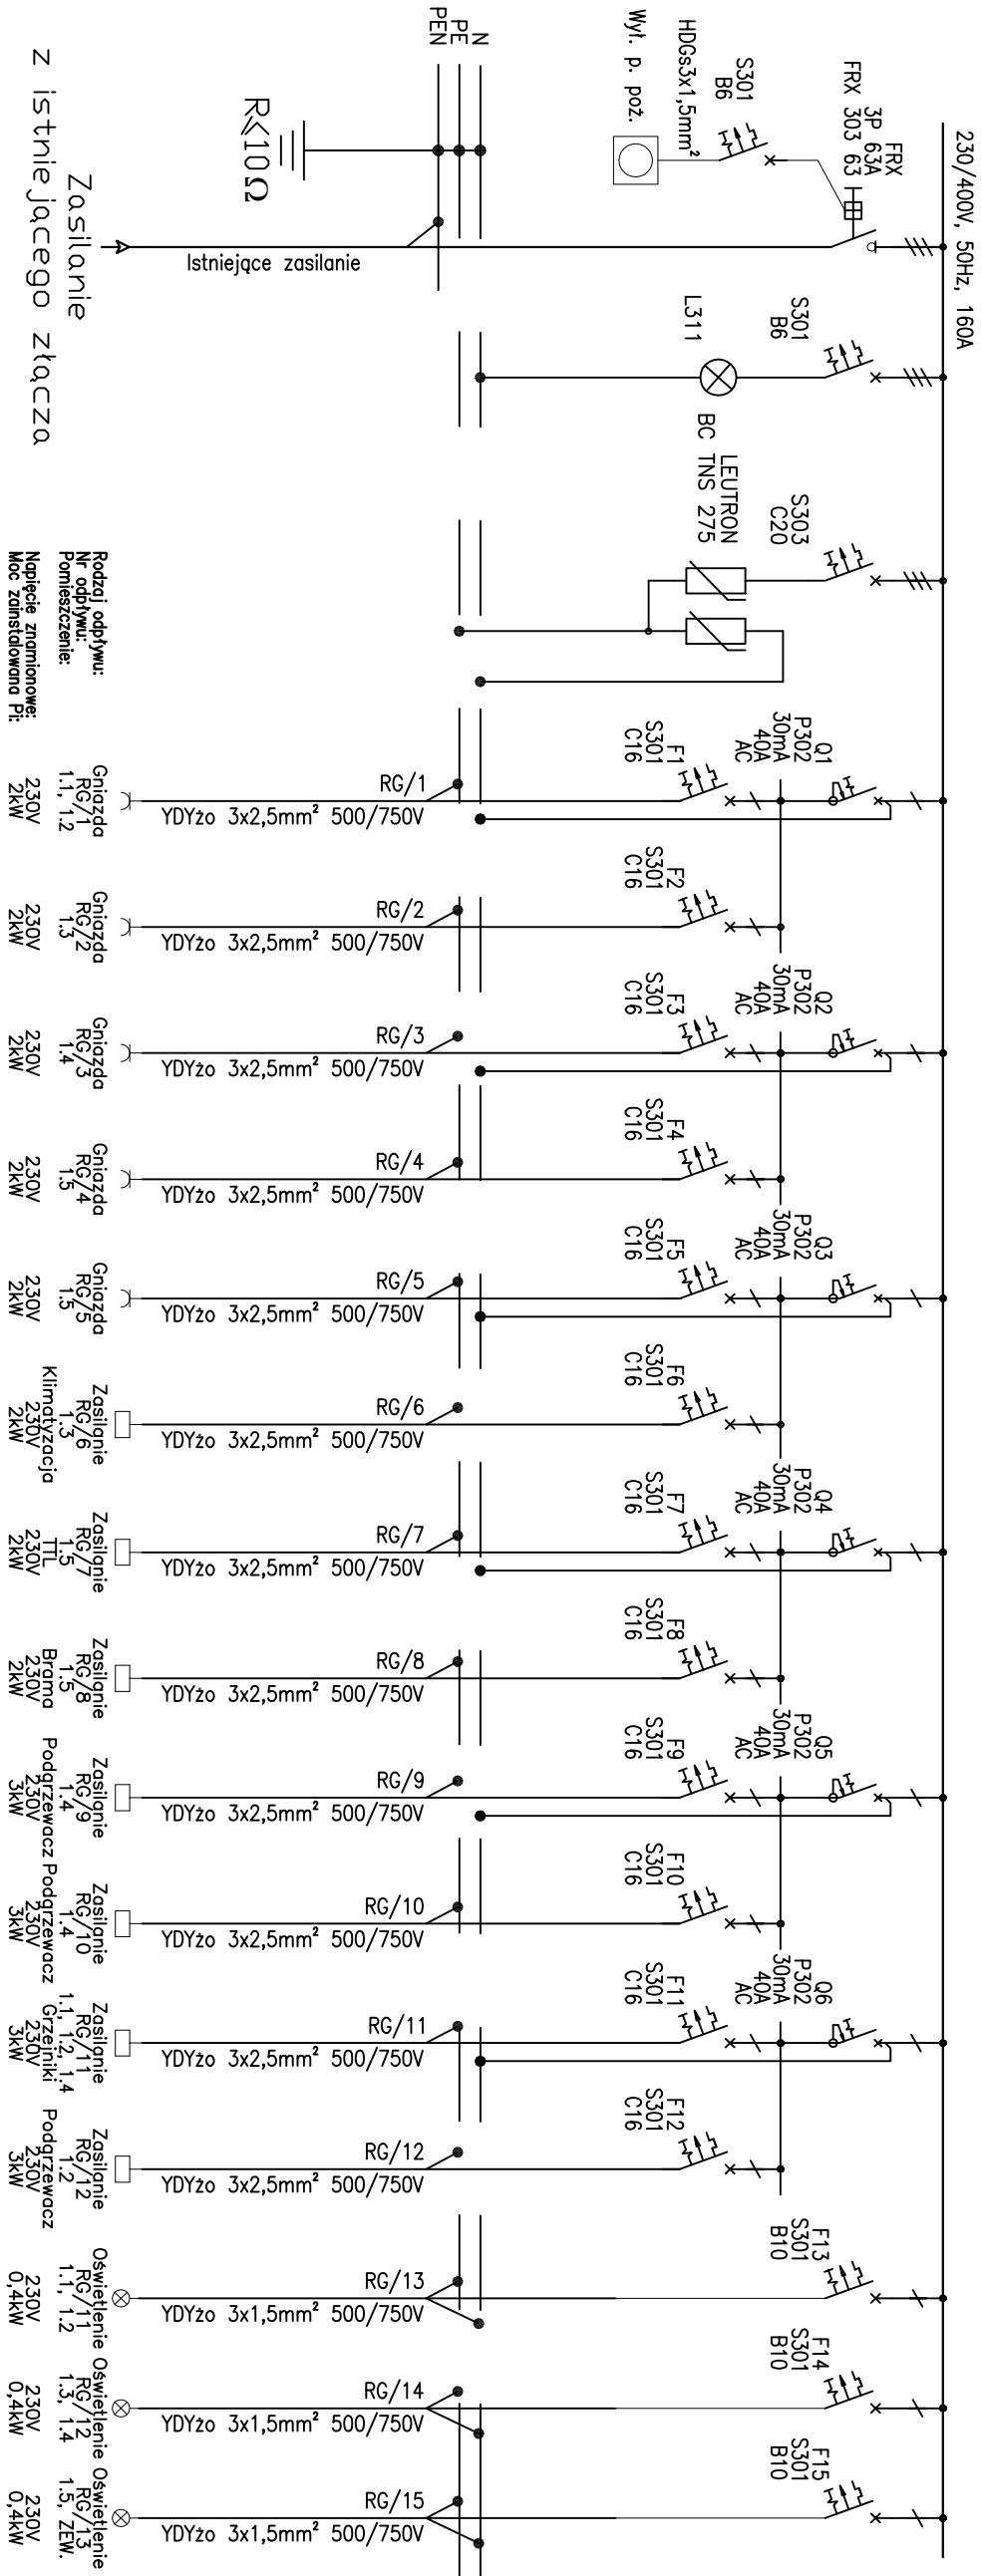 230/400V, 50Hz, 160A
FRX
3P 63A
FRX 303 63
S301
B6
HDGs3x1,5mm²
Wył. p. poż.
N
PE
PEN
R≤10Ω
Istniejące zasilanie
Zasilanie
z istniejącego złącza
S301
B6
L311
S303
C20
LEUTRON
BC TNS 275
Rodzaj odpływu:
Nr odpływu:
Pomieszczenie:
Napięcie znamionowe:
Moc zainstalowana Pi:
Q1
P302
30mA
40A
AC
F1
S301
C16
RG/1
YDYżo 3x2,5mm² 500/750V
Gniazda
RG/1
1.1, 1.2
230V
2kW
F2
S301
C16
RG/2
YDYżo 3x2,5mm² 500/750V
Gniazda
RG/2
1.3
230V
2kW
Q2
P302
30mA
40A
AC
F3
S301
C16
RG/3
YDYżo 3x2,5mm² 500/750V
Gniazda
RG/3
1.4
230V
2kW
F4
S301
C16
RG/4
YDYżo 3x2,5mm² 500/750V
Gniazda
RG/4
1.5
230V
2kW
Q3
P302
30mA
40A
AC
F5
S301
C16
RG/5
YDYżo 3x2,5mm² 500/750V
Gniazda
RG/5
1.5
230V
2kW
F6
S301
C16
RG/6
YDYżo 3x2,5mm² 500/750V
Zasilanie
RG/6
1.3
Klimatyzacja
230V
2kW
Q4
P302
30mA
40A
AC
F7
S301
C16
RG/7
YDYżo 3x2,5mm² 500/750V
Zasilanie
RG/7
1.5
TTL
230V
2kW
F8
S301
C16
RG/8
YDYżo 3x2,5mm² 500/750V
Zasilanie
RG/8
1.5
Brama
230V
2kW
Q5
P302
30mA
40A
AC
F9
S301
C16
RG/9
YDYżo 3x2,5mm² 500/750V
Zasilanie
RG/9
1.4
Podgrzewacz
230V
3kW
F10
S301
C16
RG/10
YDYżo 3x2,5mm² 500/750V
Zasilanie
RG/10
1.4
Podgrzewacz
230V
3kW
Q6
P302
30mA
40A
AC
F11
S301
C16
RG/11
YDYżo 3x2,5mm² 500/750V
Zasilanie
RG/11
1.1, 1.2, 1.4
Grzejniki
230V
3kW
F12
S301
C16
RG/12
YDYżo 3x2,5mm² 500/750V
Zasilanie
RG/12
1.2
Podgrzewacz
230V
3kW
F13
S301
B10
RG/13
YDYżo 3x1,5mm² 500/750V
Oświetlenie
RG/11
1.1, 1.2
230V
0,4kW
F14
S301
B10
RG/14
YDYżo 3x1,5mm² 500/750V
Oświetlenie
RG/12
1.3, 1.4
230V
0,4kW
F15
S301
B10
RG/15
YDYżo 3x1,5mm² 500/750V
Oświetlenie
RG/13
1.5, ZEW.
230V
0,4kW